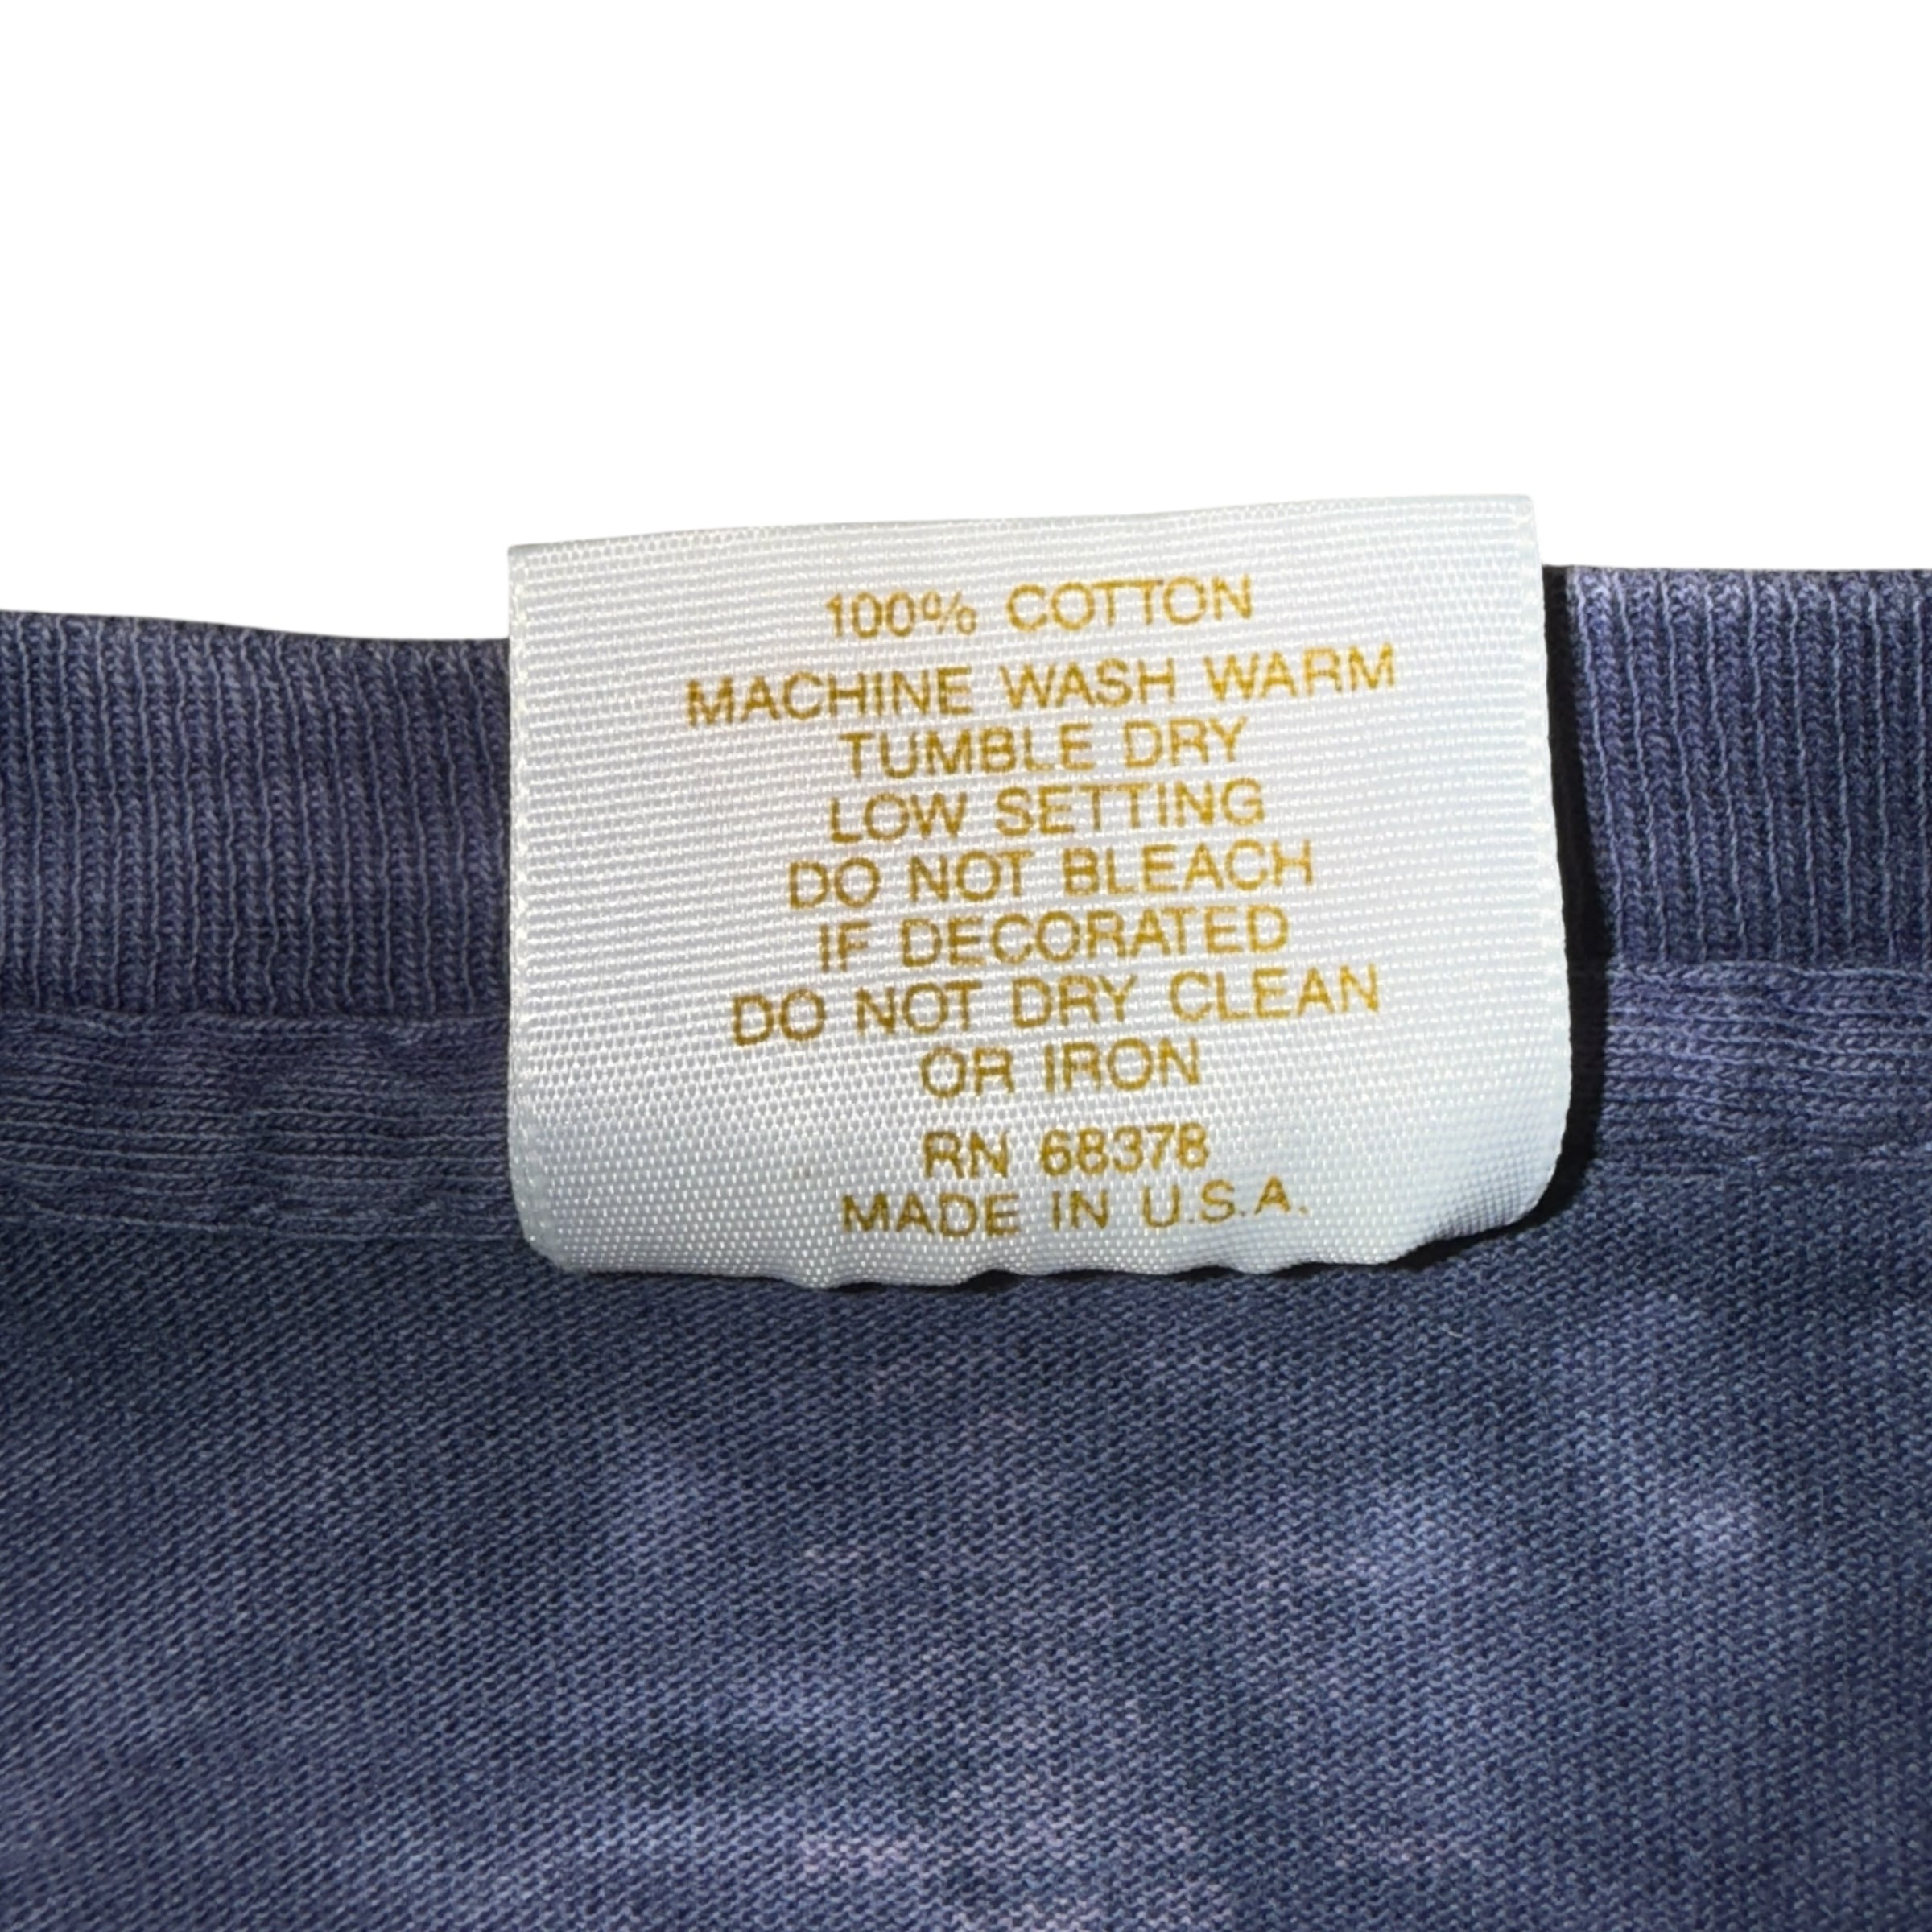 100% COTTON
MACHINE WASH WARM
TUMBLE DRY
LOW SETTING
DO NOT BLEACH
IF DECORATED
DO NOT DRY CLEAN
OR IRON
RN 68378
MADE IN U.S.A.